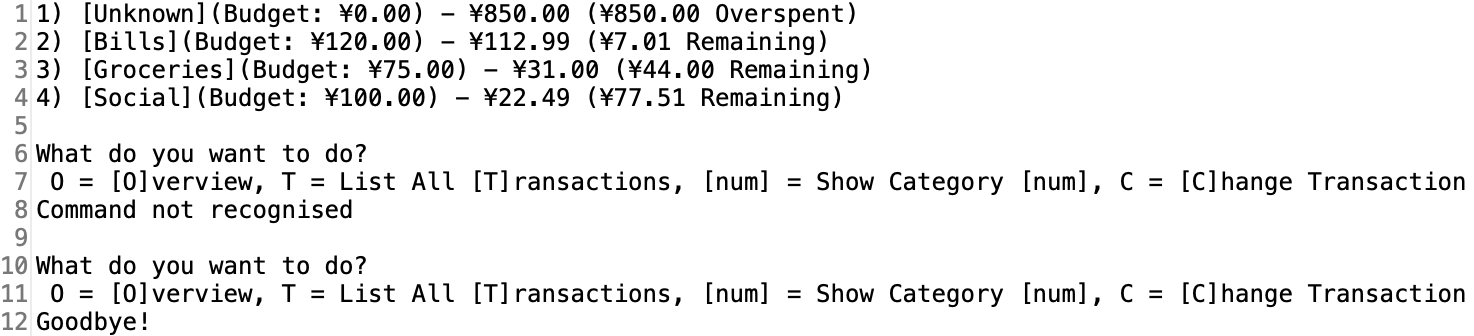 1 1) [Unknown](Budget: ¥0.00) – ¥850.00 (¥850.00 Overspent)
2 2) [Bills](Budget: ¥120.00) – ¥112.99 (¥7.01 Remaining)
3 3) [Groceries](Budget: ¥75.00) – ¥31.00 (¥44.00 Remaining)
4 4) [Social](Budget: ¥100.00) – ¥22.49 (¥77.51 Remaining)
5
6 What do you want to do?
7  O = [O]verview, T = List All [T]ransactions, [num] = Show Category [num], C = [C]hange Transaction
8 Command not recognised
9
10 What do you want to do?
11  O = [O]verview, T = List All [T]ransactions, [num] = Show Category [num], C = [C]hange Transaction
12 Goodbye!